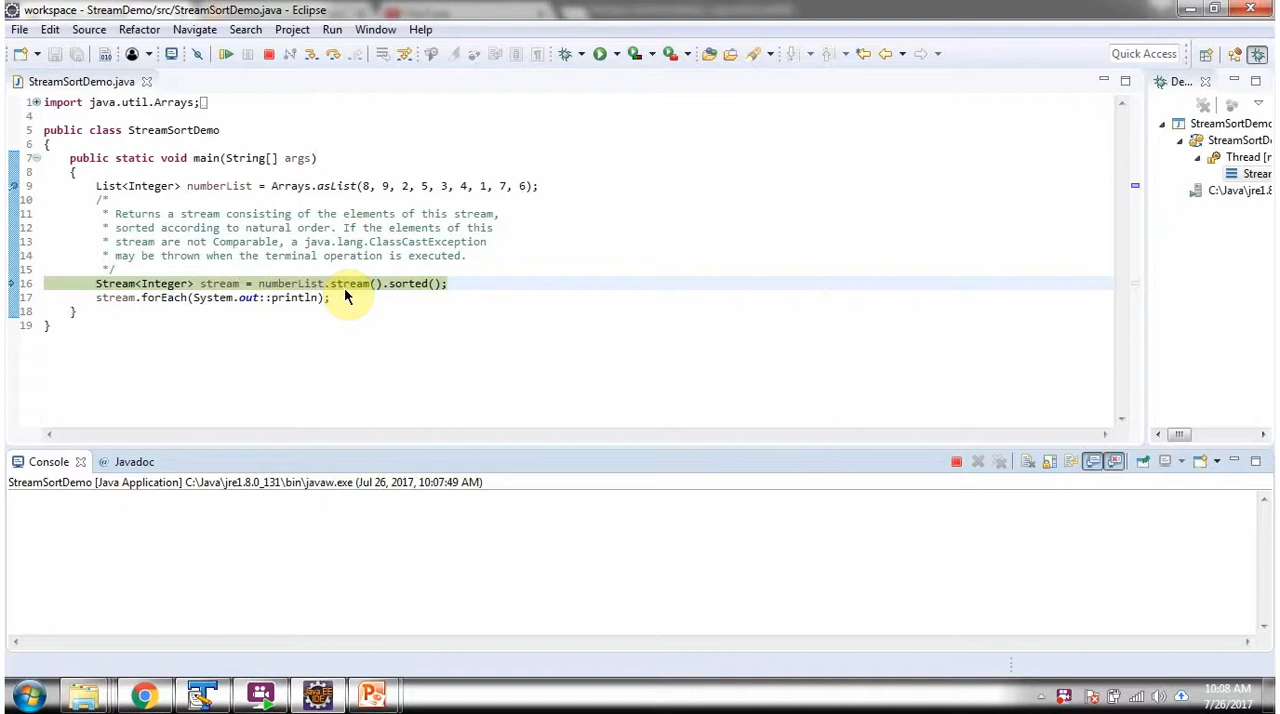 workspace - StreamDemo/src/StreamSortDemo.java - Eclipse
File Edit Source Refactor Navigate Search Project Run Window Help
Quick Access
StreamSortDemo.java
De...
1 import java.util.Arrays;
4
5 public class StreamSortDemo
6 {
7 public static void main(String[] args)
8 {
9 List<Integer> numberList = Arrays.asList(8, 9, 2, 5, 3, 4, 1, 7, 6);
10 /*
11 * Returns a stream consisting of the elements of this stream,
12 * sorted according to natural order. If the elements of this
13 * stream are not Comparable, a java.lang.ClassCastException
14 * may be thrown when the terminal operation is executed.
15 */
16 Stream<Integer> stream = numberList.stream().sorted();
17 stream.forEach(System.out::println);
18 }
19 }
StreamSortDemo
StreamSortD
Thread [
Strear
C:\Java\jre1.8
Console
@ Javadoc
StreamSortDemo [Java Application] C:\Java\jre1.8.0_131\bin\javaw.exe (Jul 26, 2017, 10:07:49 AM)
Java EE
IDE
10:08 AM
7/26/2017